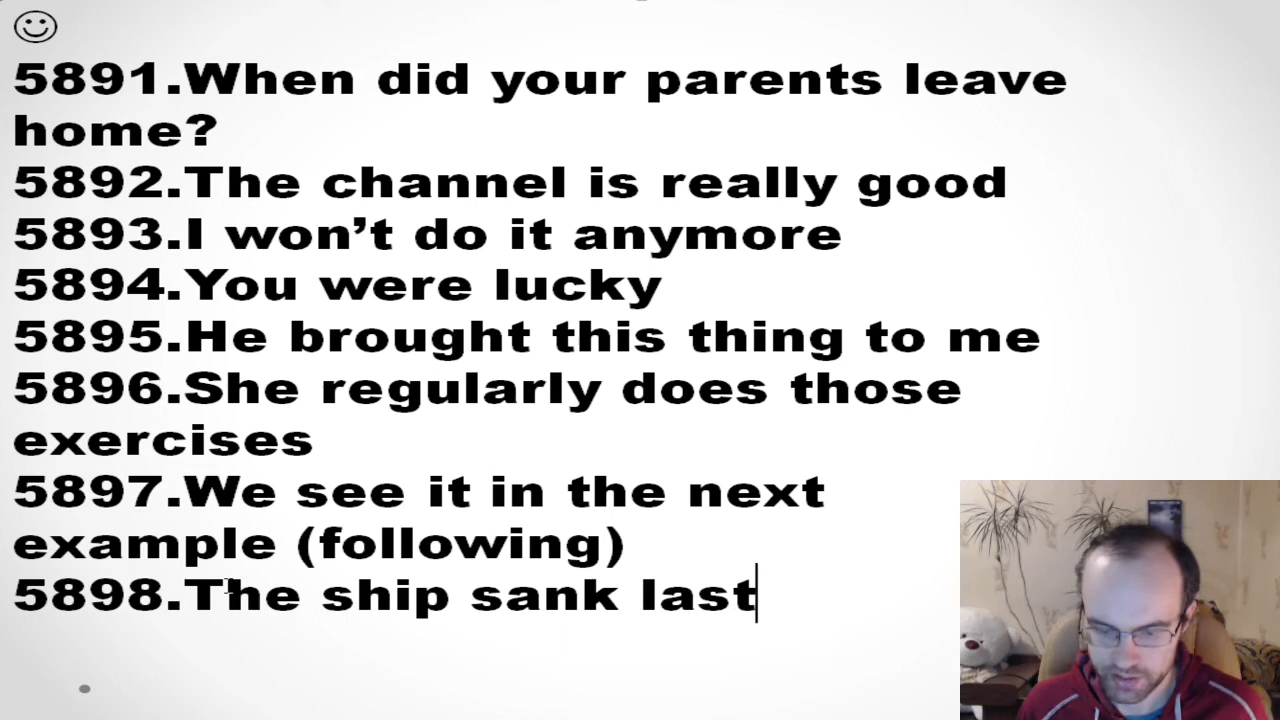 5891.When did your parents leave
home?
5892.The channel is really good
5893.I won’t do it anymore
5894.You were lucky
5895.He brought this thing to me
5896.She regularly does those
exercises
5897.We see it in the next
example (following)
5898.The ship sank last